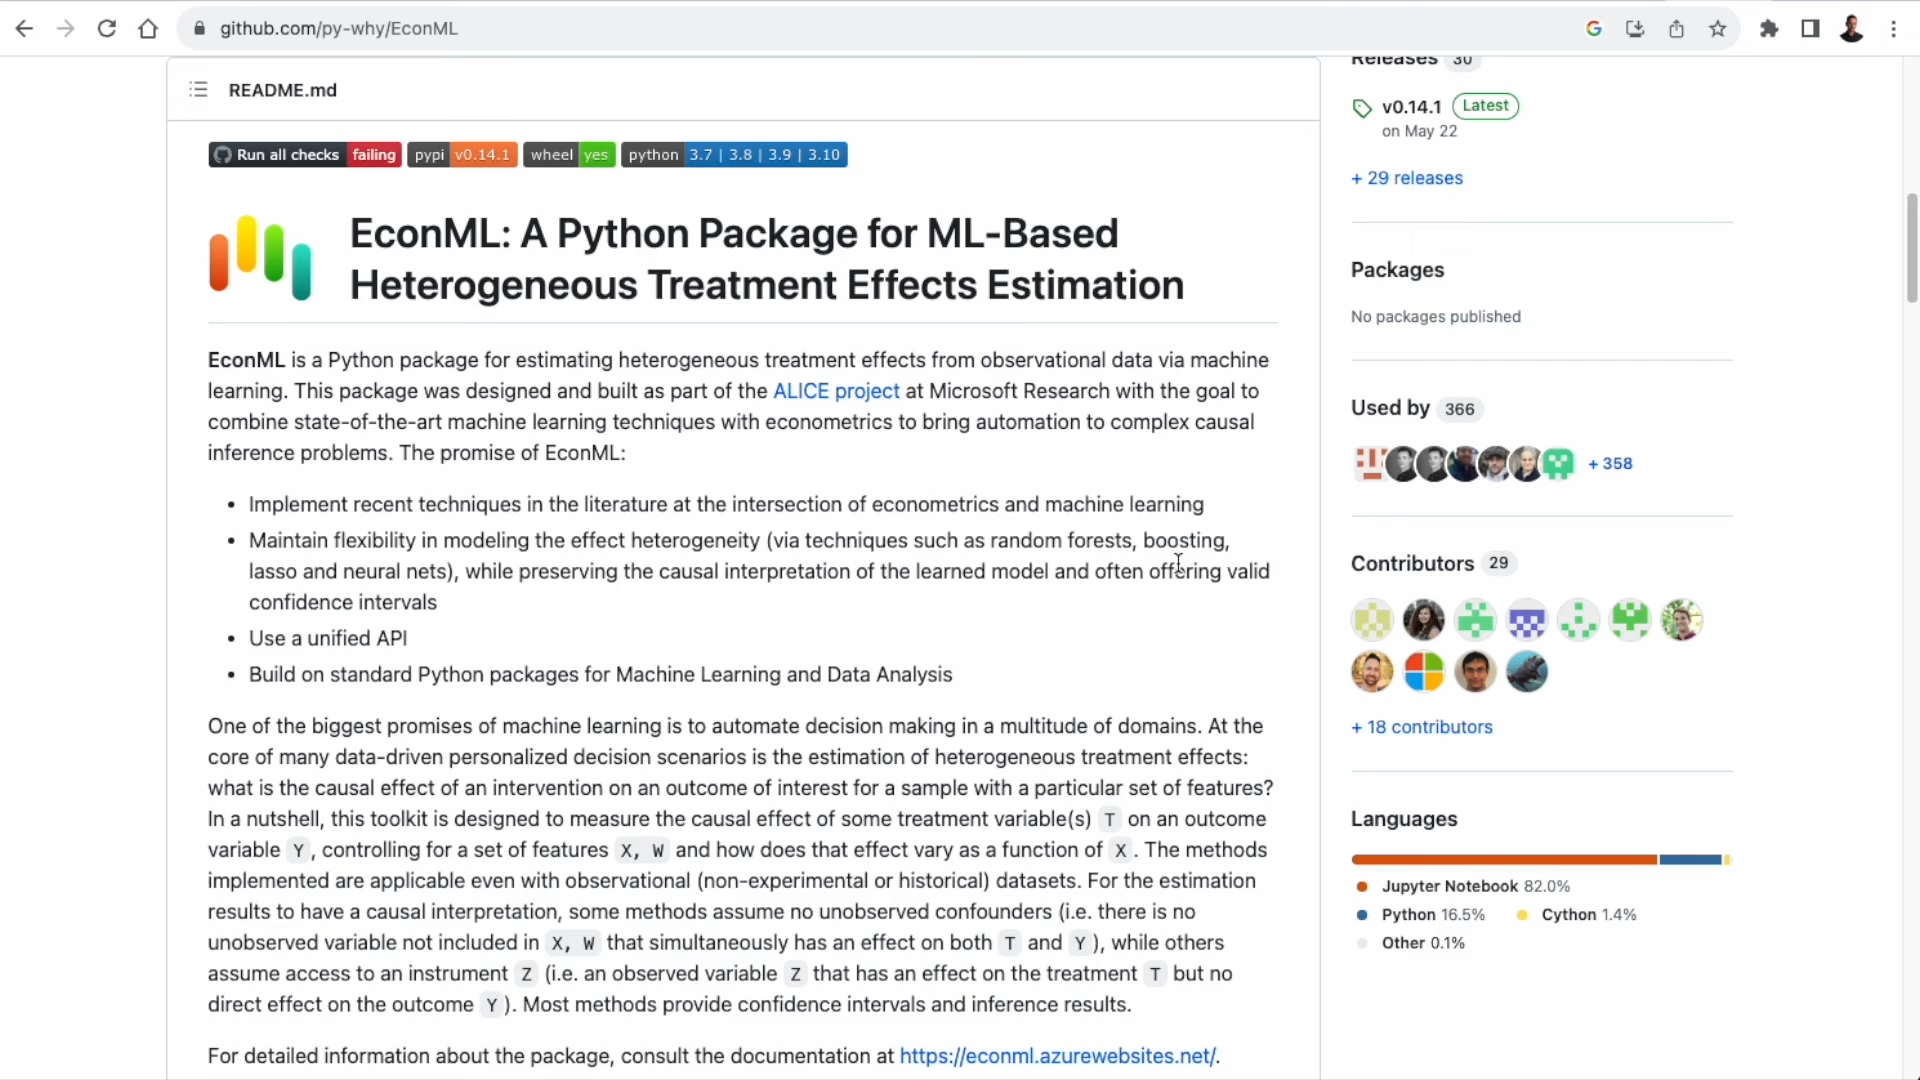 github.com/py-why/EconML
README.md
Run all checks failing pypi v0.14.1 wheel yes python 3.7 | 3.8 | 3.9 | 3.10
EconML: A Python Package for ML-Based
Heterogeneous Treatment Effects Estimation
EconML is a Python package for estimating heterogeneous treatment effects from observational data via machine
learning. This package was designed and built as part of the ALICE project at Microsoft Research with the goal to
combine state-of-the-art machine learning techniques with econometrics to bring automation to complex causal
inference problems. The promise of EconML:
• Implement recent techniques in the literature at the intersection of econometrics and machine learning
• Maintain flexibility in modeling the effect heterogeneity (via techniques such as random forests, boosting,
lasso and neural nets), while preserving the causal interpretation of the learned model and often offering valid
confidence intervals
• Use a unified API
• Build on standard Python packages for Machine Learning and Data Analysis
One of the biggest promises of machine learning is to automate decision making in a multitude of domains. At the
core of many data-driven personalized decision scenarios is the estimation of heterogeneous treatment effects:
what is the causal effect of an intervention on an outcome of interest for a sample with a particular set of features?
In a nutshell, this toolkit is designed to measure the causal effect of some treatment variable(s) T on an outcome
variable Y, controlling for a set of features X, W and how does that effect vary as a function of X. The methods
implemented are applicable even with observational (non-experimental or historical) datasets. For the estimation
results to have a causal interpretation, some methods assume no unobserved confounders (i.e. there is no
unobserved variable not included in X, W that simultaneously has an effect on both T and Y), while others
assume access to an instrument Z (i.e. an observed variable Z that has an effect on the treatment T but no
direct effect on the outcome Y). Most methods provide confidence intervals and inference results.
For detailed information about the package, consult the documentation at https://econml.azurewebsites.net/.
Releases 30
v0.14.1 Latest
on May 22
+ 29 releases
Packages
No packages published
Used by 366
+ 358
Contributors 29
+ 18 contributors
Languages
Jupyter Notebook 82.0%
Python 16.5% Cython 1.4%
Other 0.1%